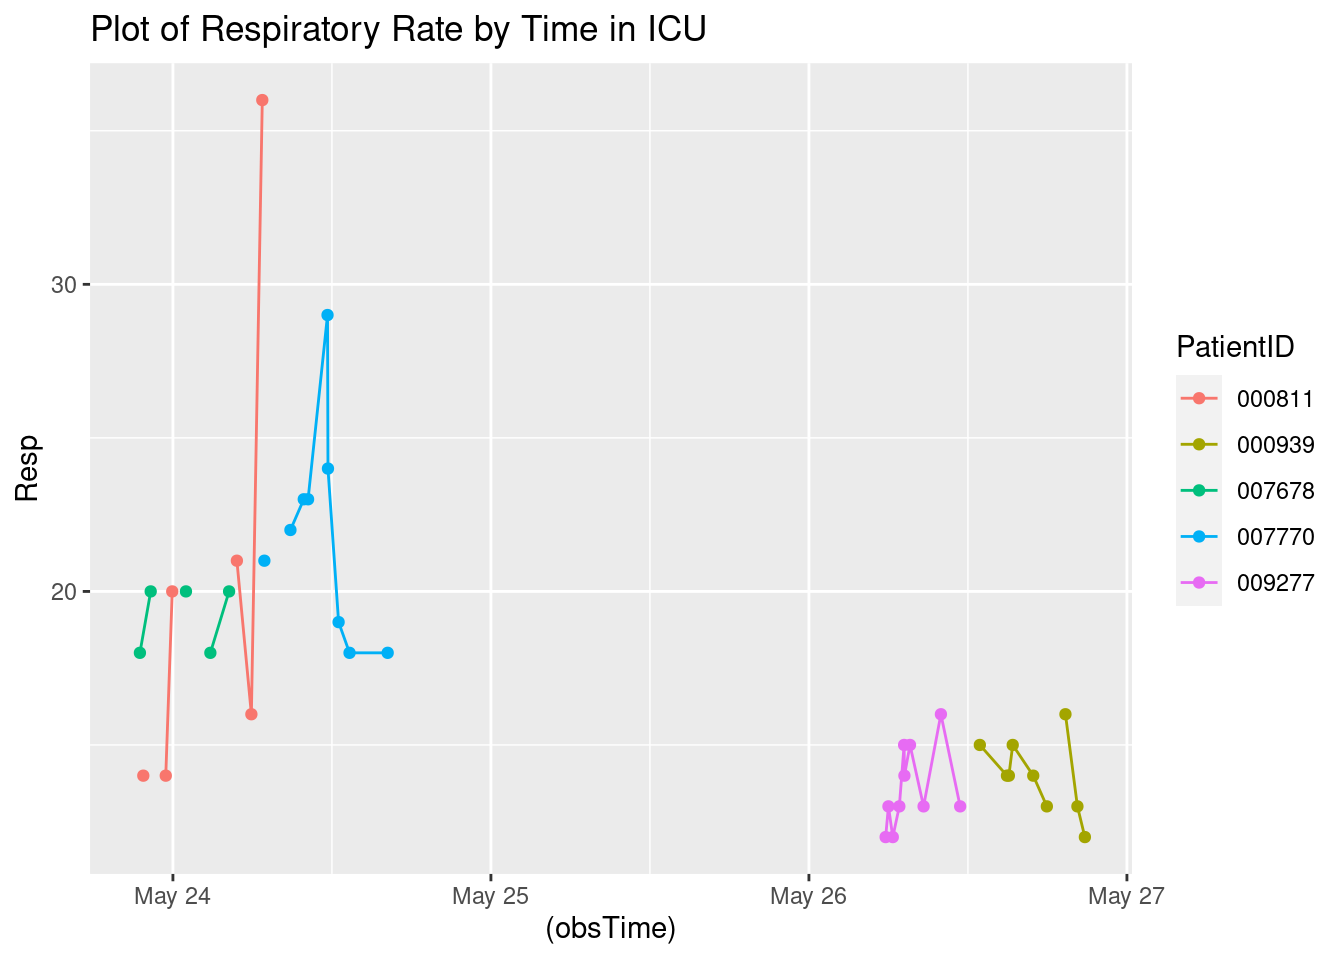 Plot of Respiratory Rate by Time in ICU
30
20
Resp
May 24
May 25
May 26
May 27
(obsTime)
PatientID
000811
000939
007678
007770
009277